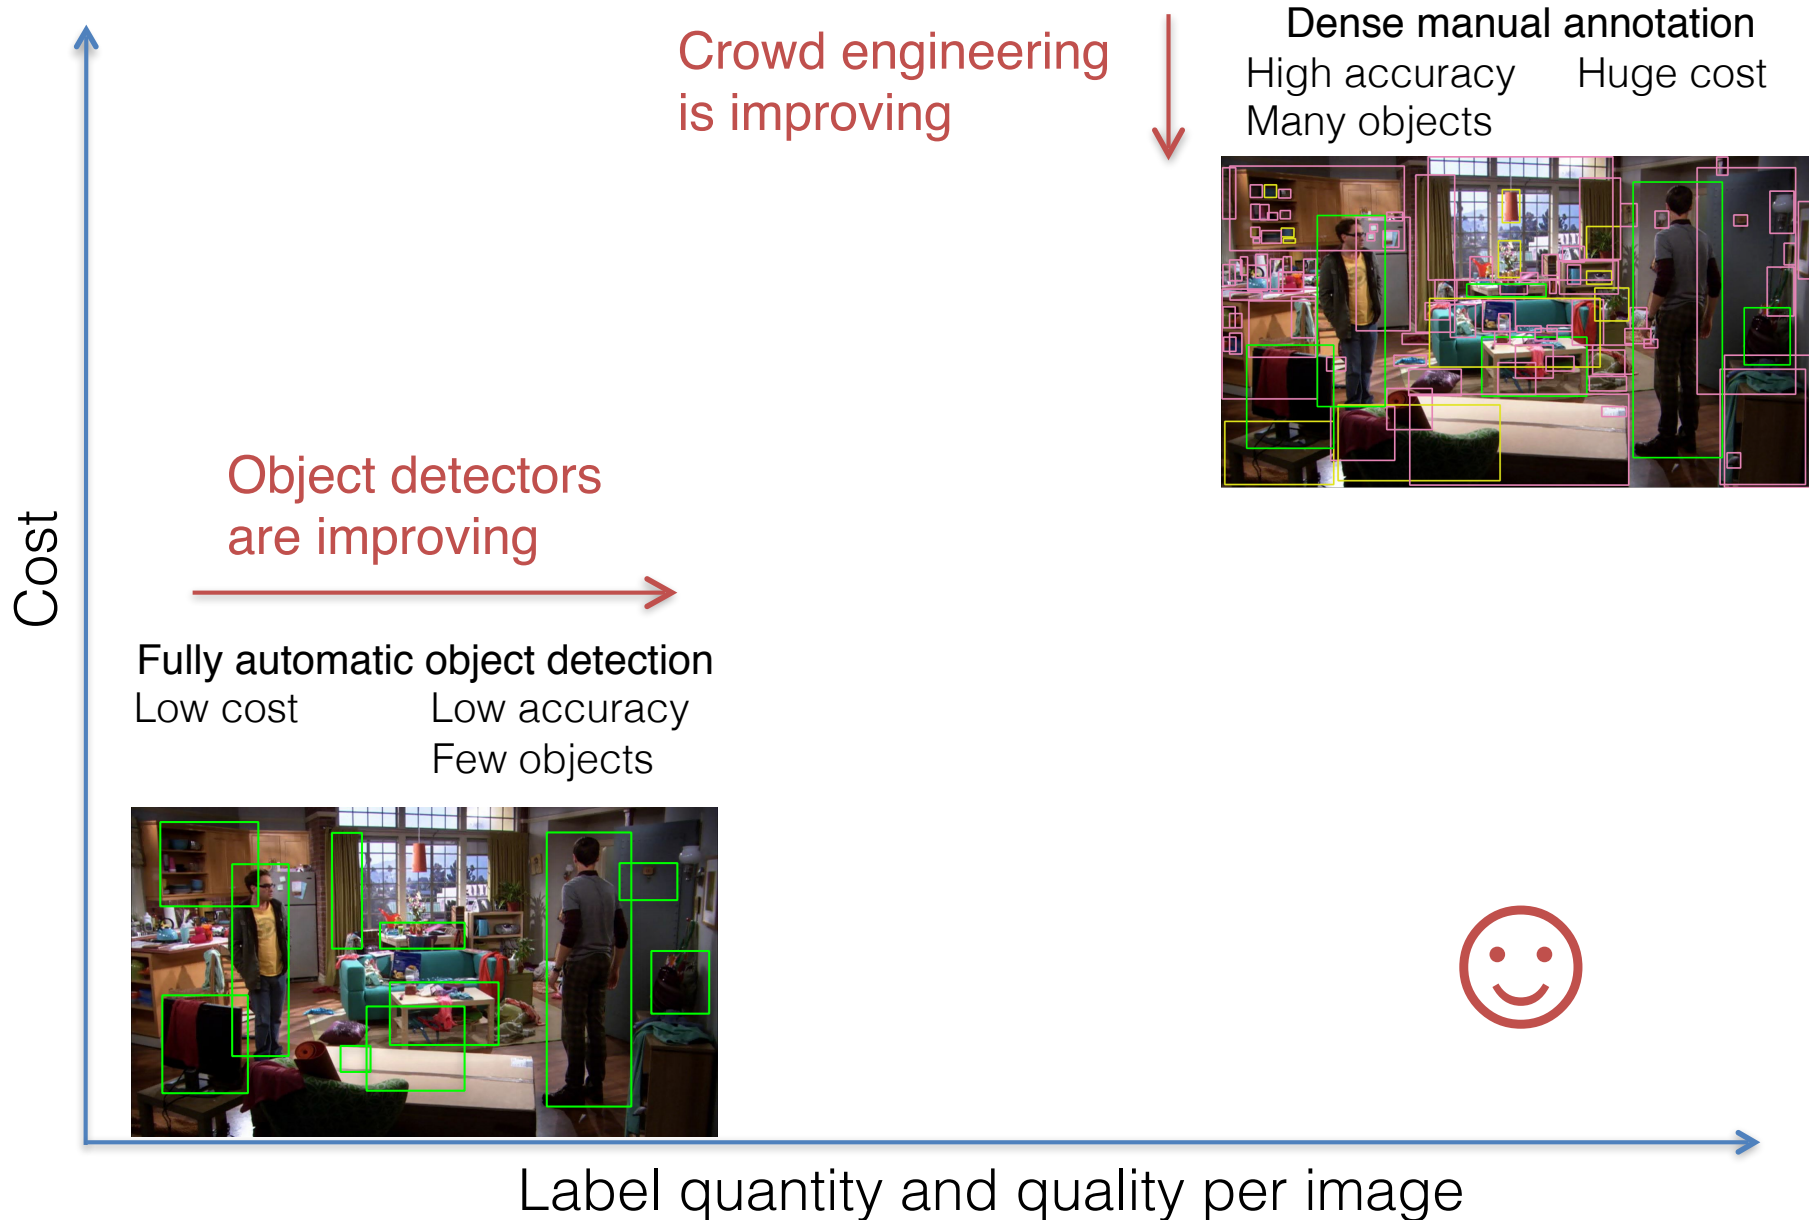 Crowd engineering
is improving
Dense manual annotation
High accuracy Huge cost
Many objects
Object detectors
are improving
Cost
Fully automatic object detection
Low cost Low accuracy
Few objects
Label quantity and quality per image